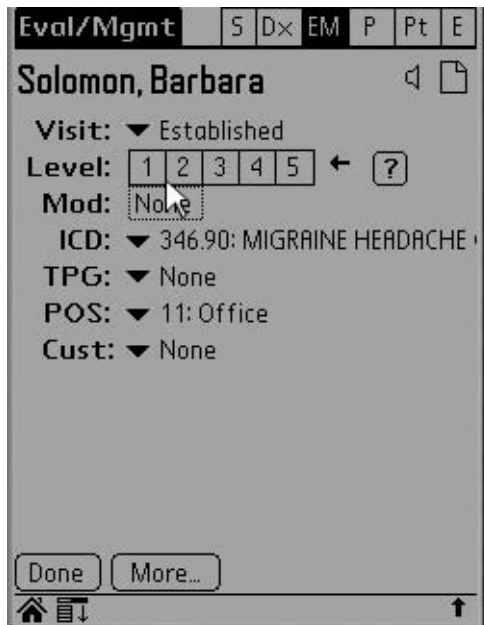 Eval/Mgmt S Dx EM P Pt E
Solomon, Barbara
Visit: Established
Level: 1 2 3 4 5 ?
Mod: None
ICD: 346.90: MIGRAINE HEADACHE
TPG: None
POS: 11: Office
Cust: None
Done More...